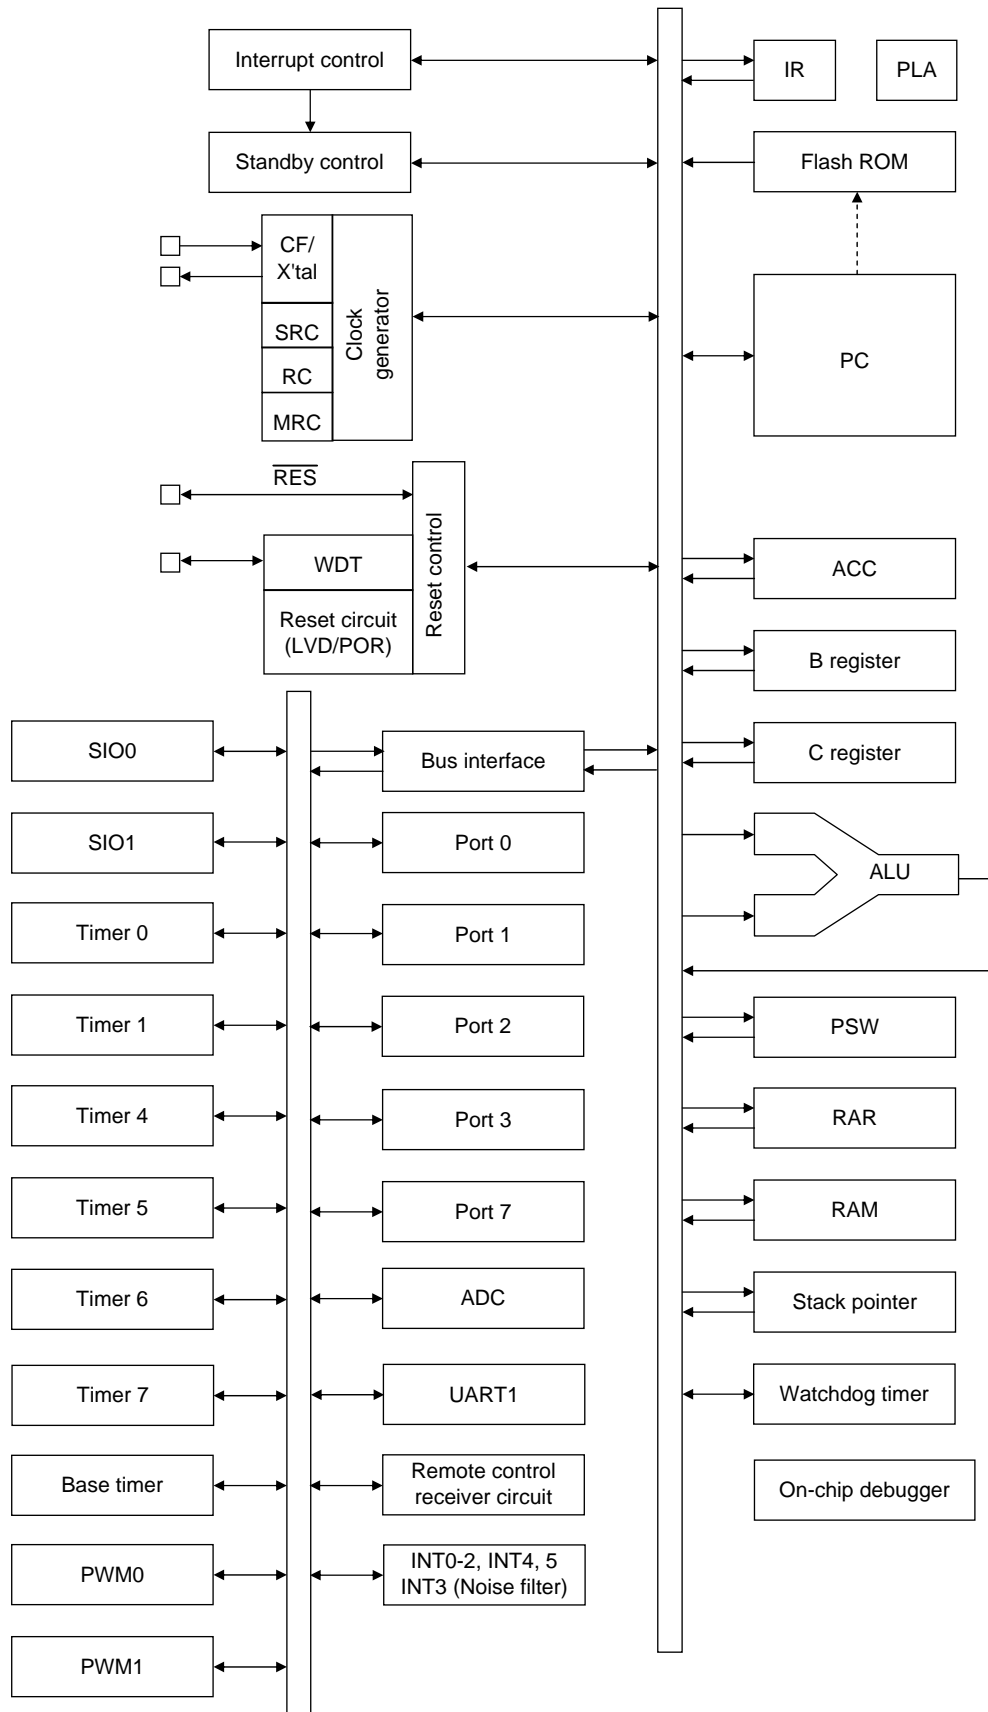 Interrupt control
IR
PLA
Standby control
Flash ROM
CF/
X'tal
SRC
RC
MRC
Clock
generator
PC
RES
WDT
Reset circuit
(LVD/POR)
Reset control
ACC
B register
C register
SIO0
Bus interface
SIO1
Port 0
ALU
Timer 0
Port 1
Timer 1
Port 2
PSW
Timer 4
Port 3
RAR
Timer 5
Port 7
RAM
Timer 6
ADC
Stack pointer
Timer 7
UART1
Watchdog timer
Base timer
Remote control
receiver circuit
On-chip debugger
PWM0
INT0-2, INT4, 5
INT3 (Noise filter)
PWM1